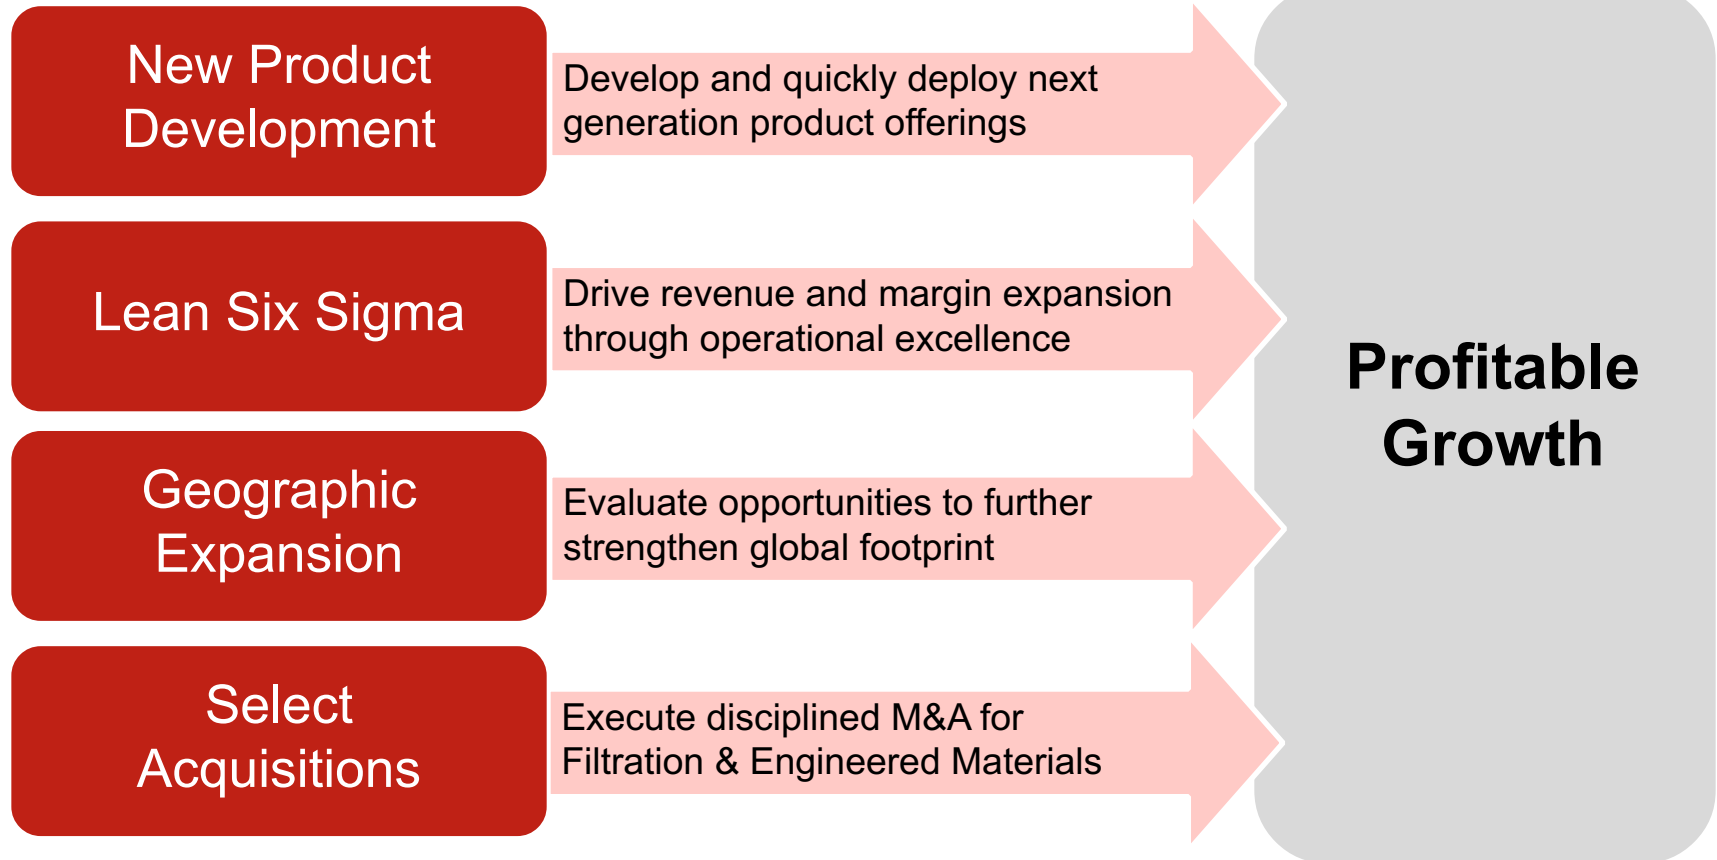 New Product
Development
Develop and quickly deploy next
generation product offerings
Lean Six Sigma
Drive revenue and margin expansion
through operational excellence
Geographic
Expansion
Evaluate opportunities to further
strengthen global footprint
Select
Acquisitions
Execute disciplined M&A for
Filtration & Engineered Materials
Profitable
Growth